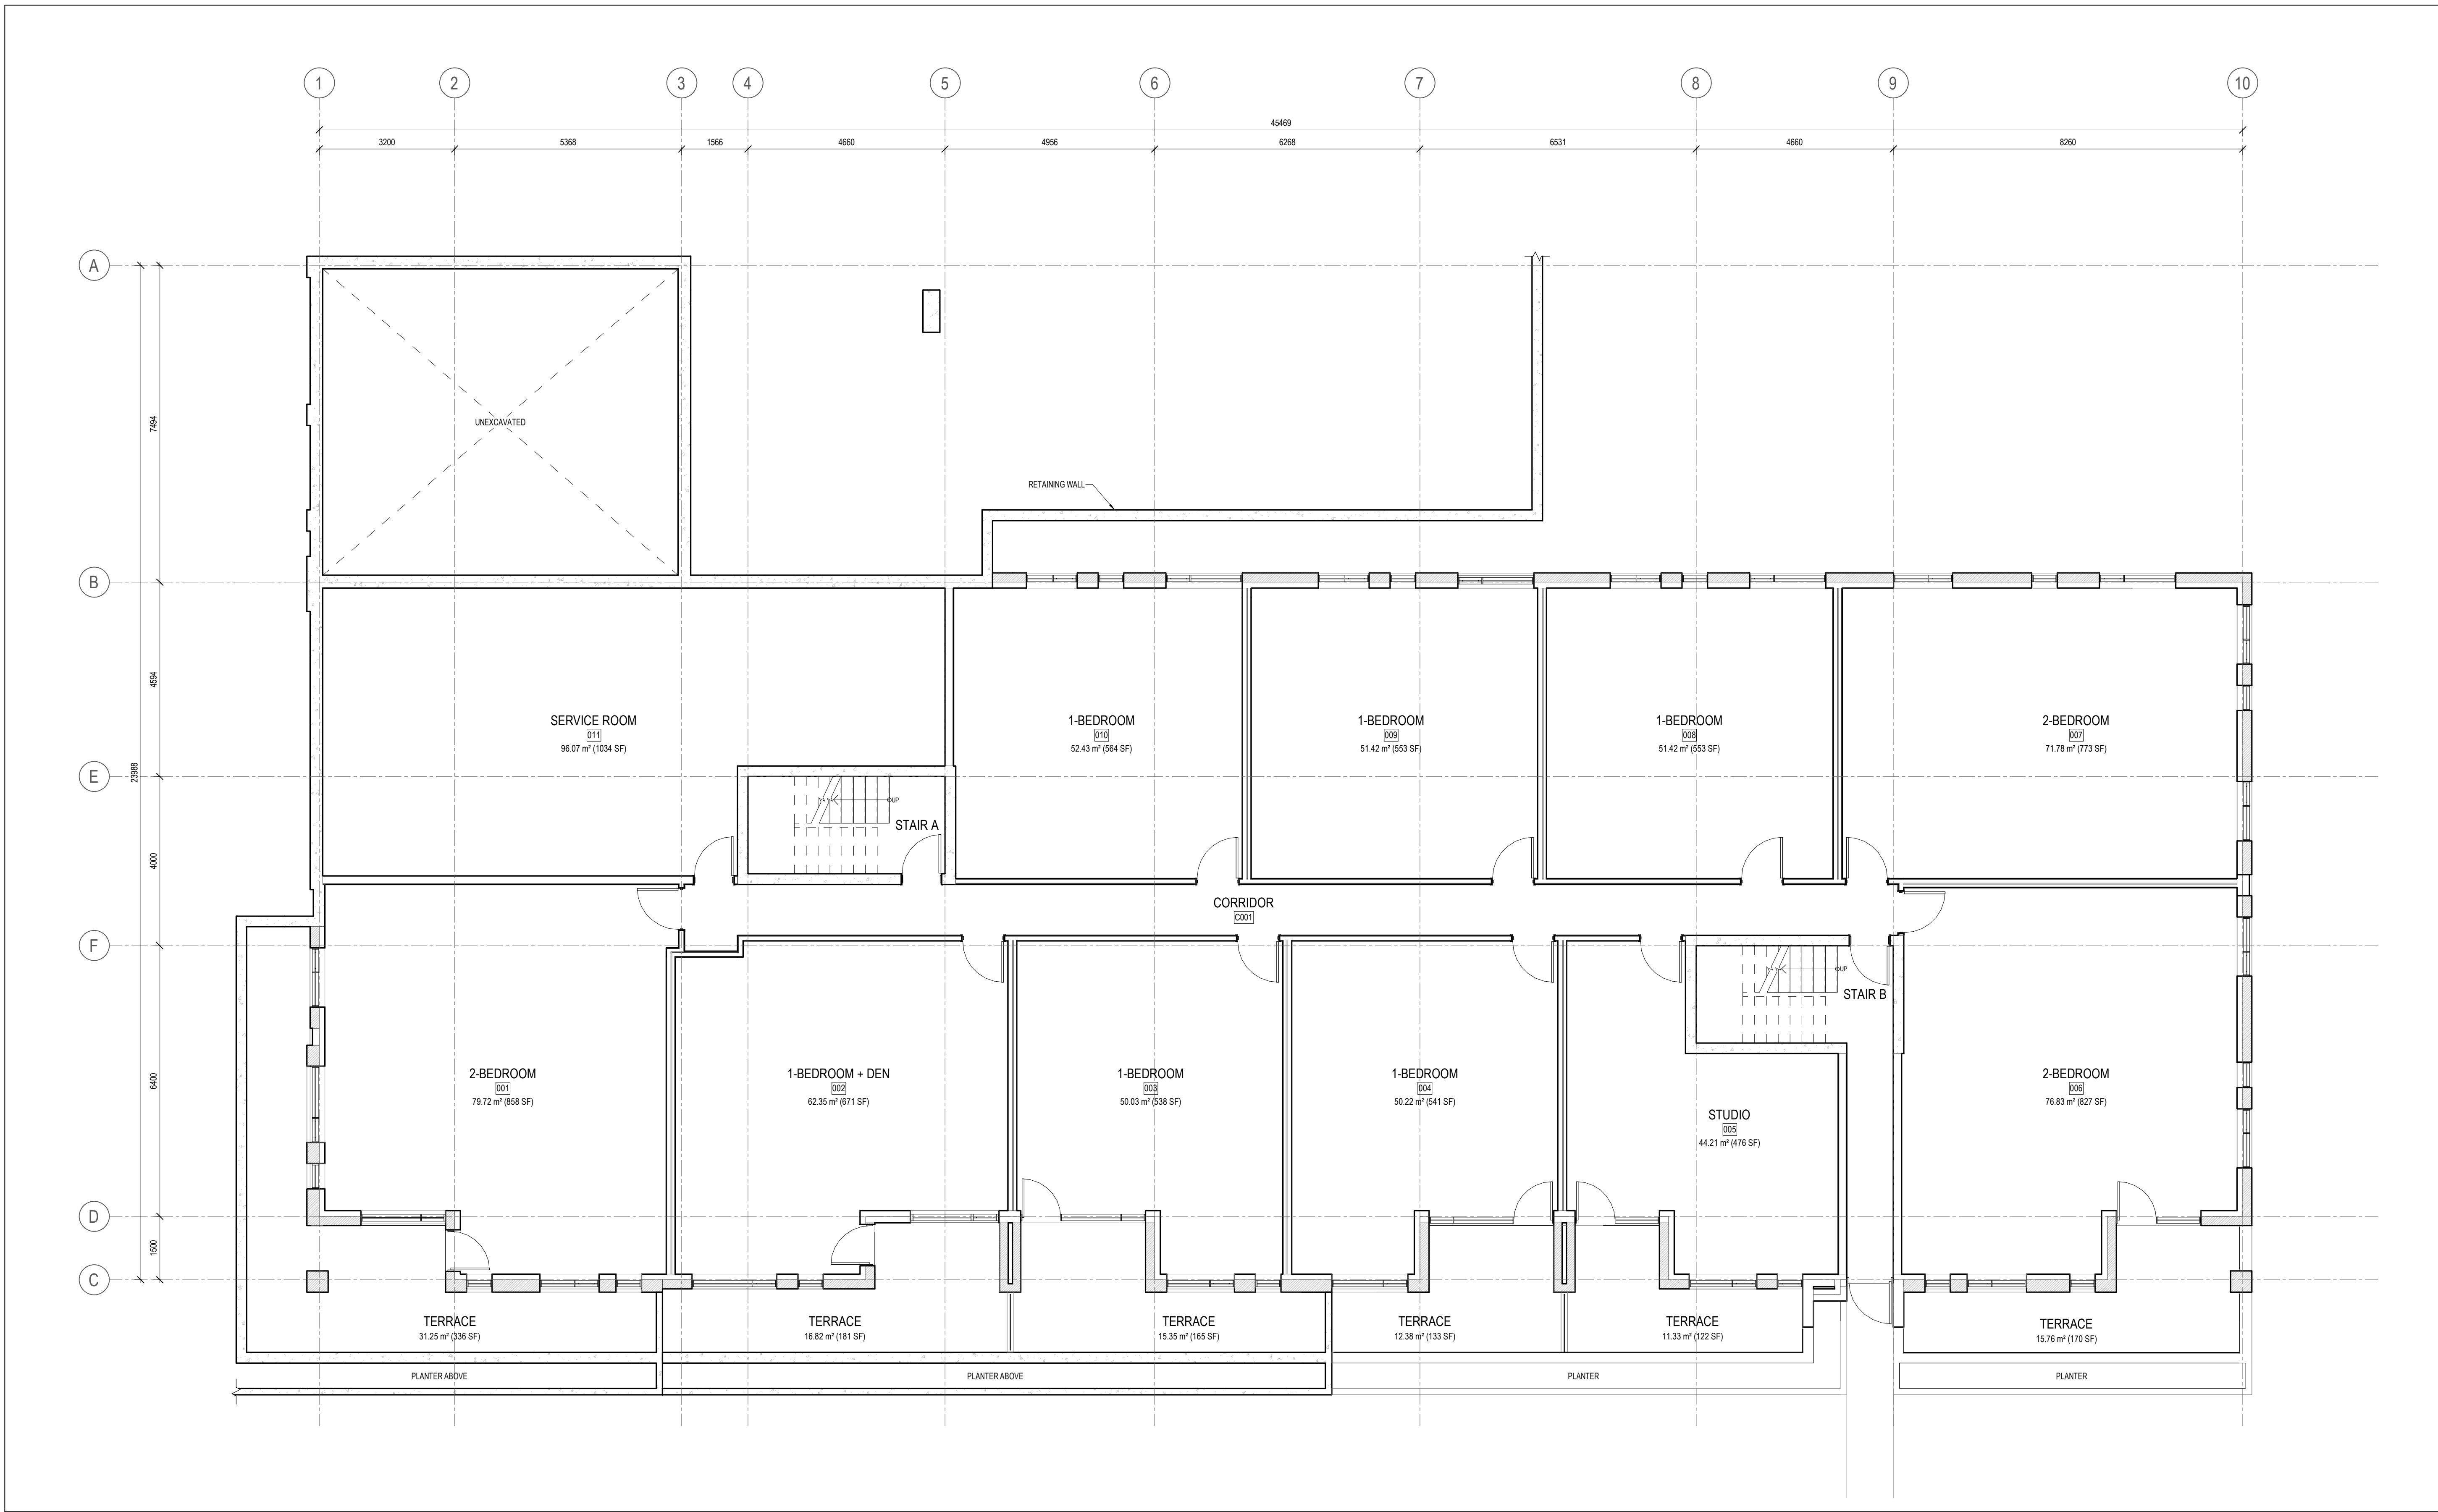 1
2
3
4
5
6
7
8
9
10
45469
3200
5368
1566
4660
4956
6268
6531
4660
8260
A
B
E
F
D
C
7494
4594
23988
4000
6400
1500
UNEXCAVATED
RETAINING WALL
SERVICE ROOM
011
96.07 m² (1034 SF)
1-BEDROOM
010
52.43 m² (564 SF)
1-BEDROOM
009
51.42 m² (553 SF)
1-BEDROOM
008
51.42 m² (553 SF)
2-BEDROOM
007
71.78 m² (773 SF)
UP
STAIR A
CORRIDOR
C001
UP
STAIR B
2-BEDROOM
001
79.72 m² (858 SF)
1-BEDROOM + DEN
002
62.35 m² (671 SF)
1-BEDROOM
003
50.03 m² (538 SF)
1-BEDROOM
004
50.22 m² (541 SF)
STUDIO
005
44.21 m² (476 SF)
2-BEDROOM
006
76.83 m² (827 SF)
TERRACE
31.25 m² (336 SF)
TERRACE
16.82 m² (181 SF)
TERRACE
15.35 m² (165 SF)
TERRACE
12.38 m² (133 SF)
TERRACE
11.33 m² (122 SF)
TERRACE
15.76 m² (170 SF)
PLANTER ABOVE
PLANTER ABOVE
PLANTER
PLANTER